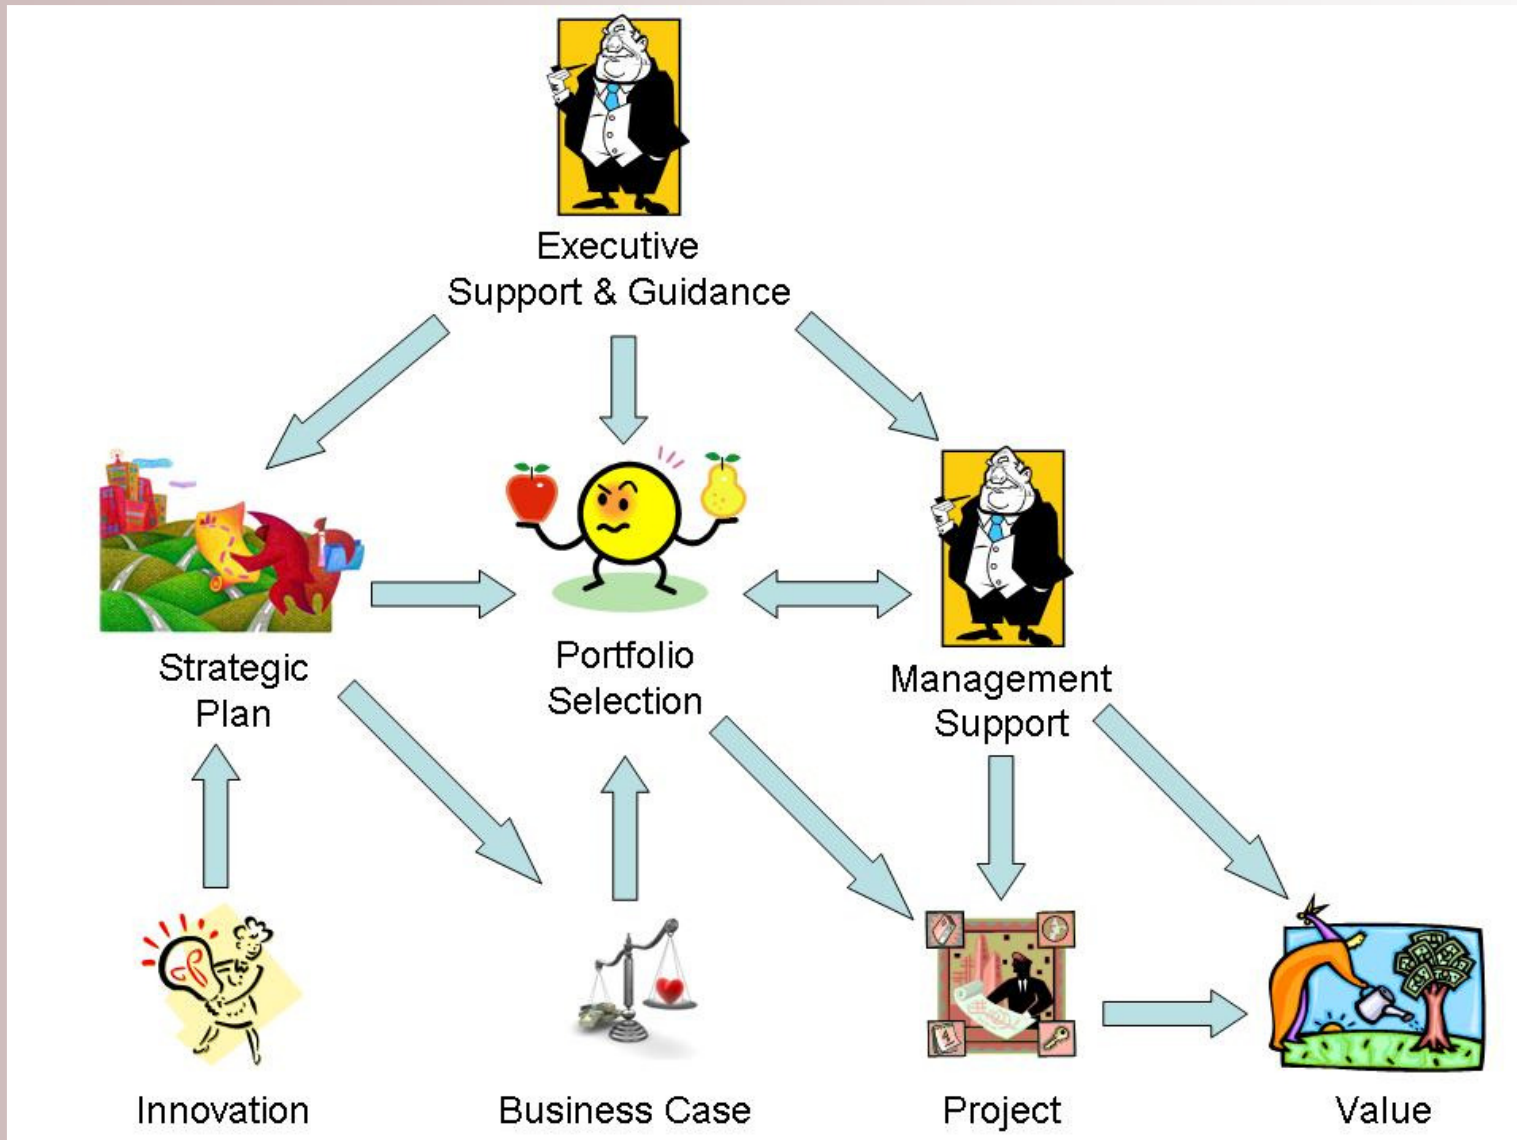 Executive
Support & Guidance
Strategic
Plan
Portfolio
Selection
Management
Support
Innovation
Business Case
Project
Value